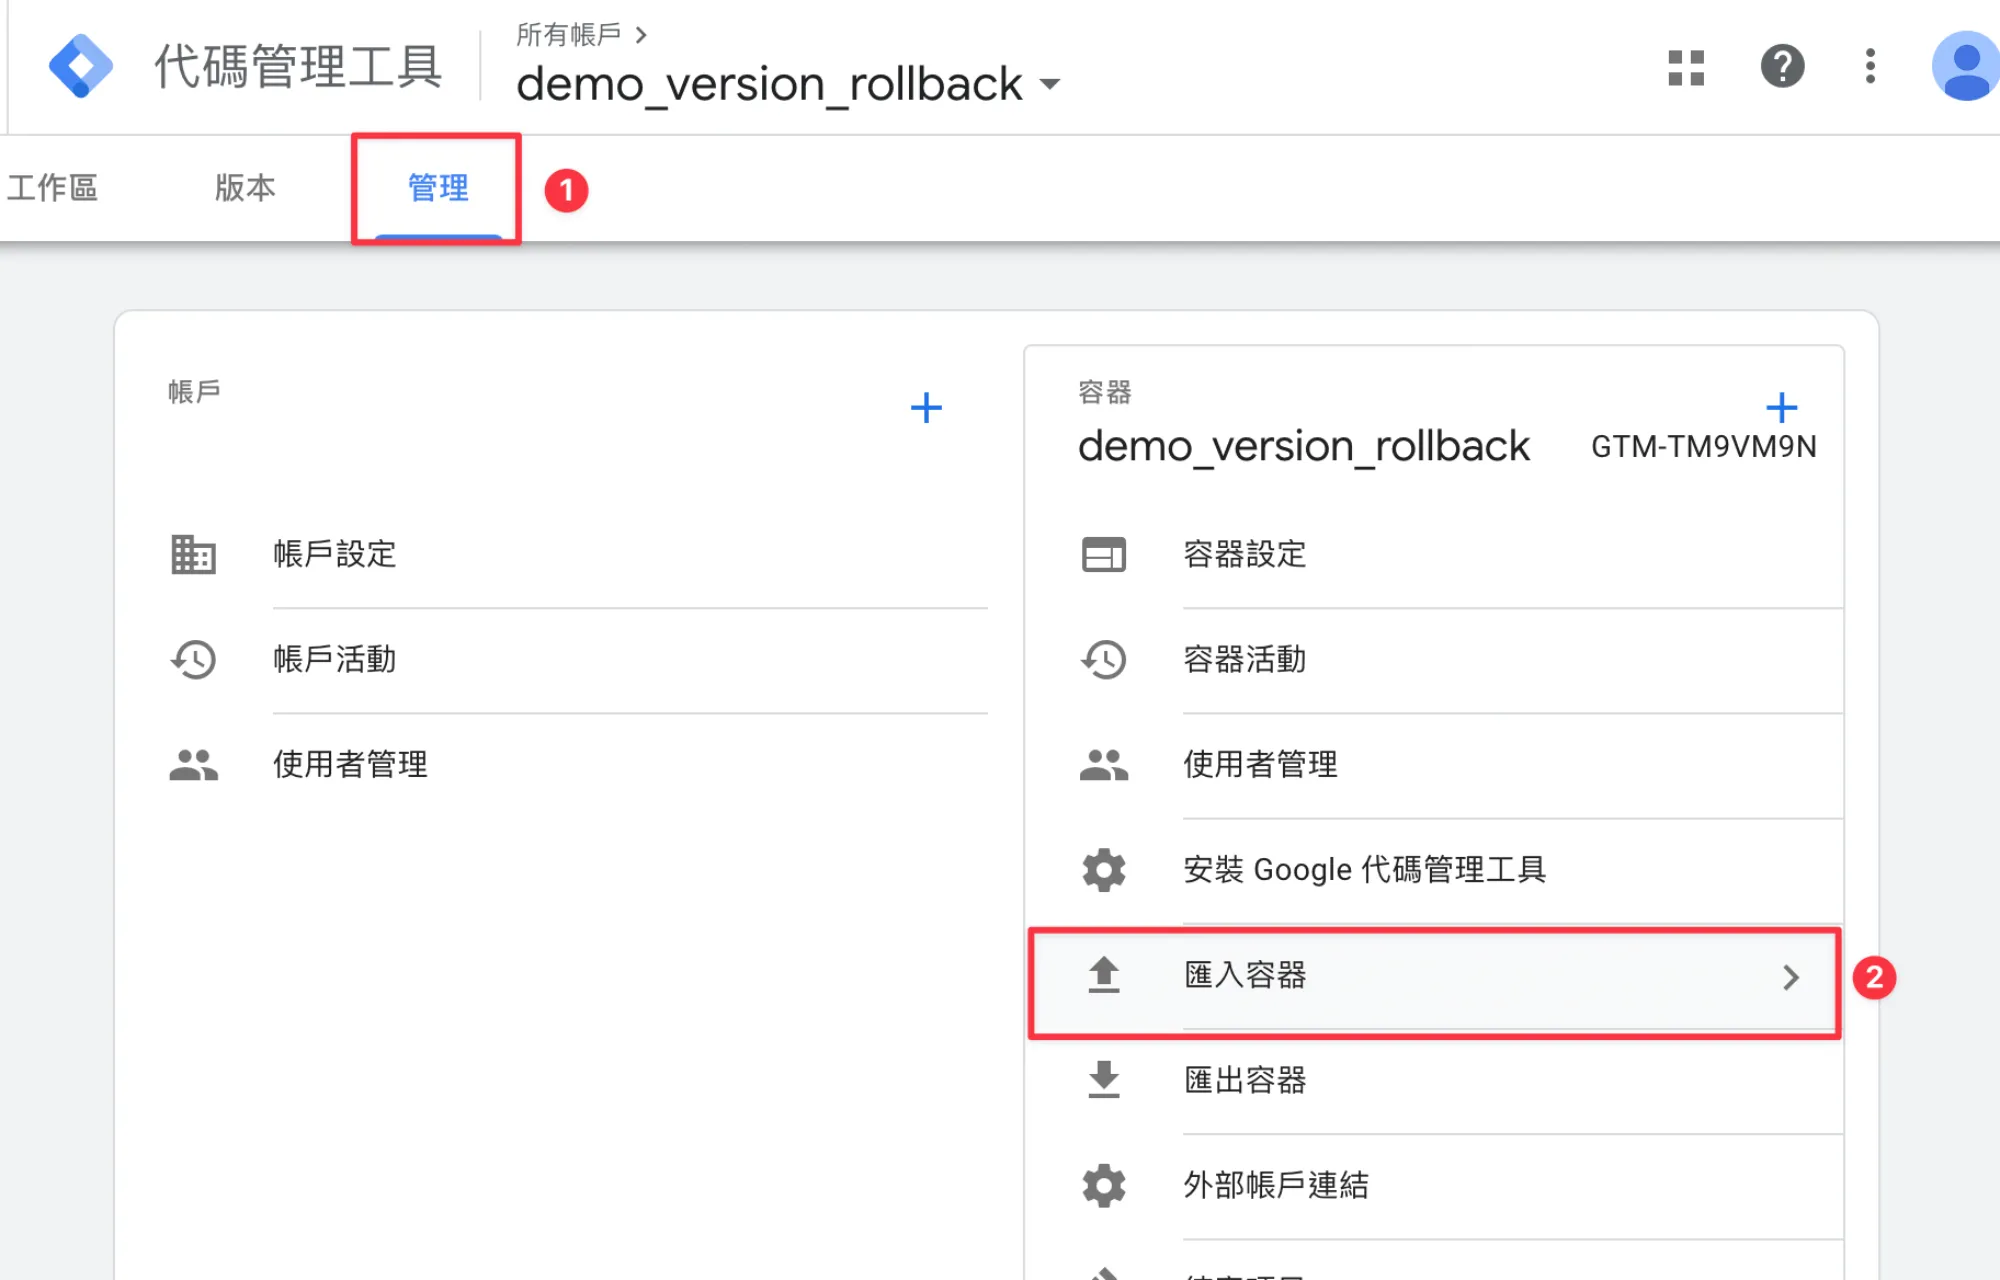 代碼管理工具
所有帳戶
demo_version_rollback
工作區
版本
管理
1
帳戶
帳戶設定
帳戶活動
使用者管理
容器
demo_version_rollback
GTM-TM9VM9N
容器設定
容器活動
使用者管理
安裝 Google 代碼管理工具
匯入容器
2
匯出容器
外部帳戶連結